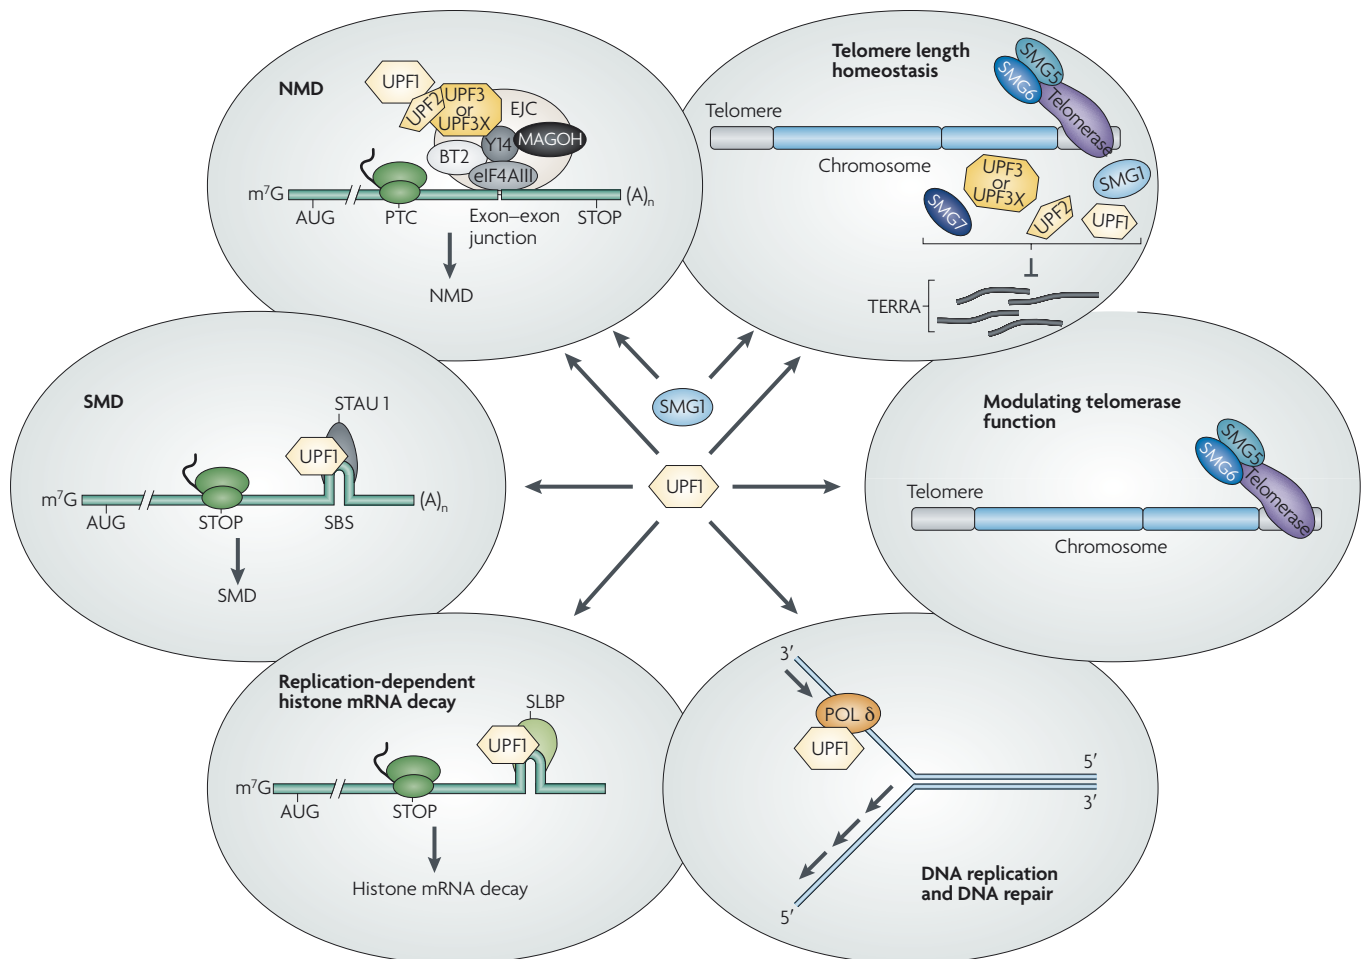 NMD
UPF1
UPF2
UPF3
or
UPF3X
EJC
Y14
MAGOH
BT2
eIF4AIII
m⁷G
(A)ₙ
AUG
PTC
Exon–exon
junction
STOP
NMD
Telomere length
homeostasis
SMG5
SMG6
Telomerase
Telomere
Chromosome
UPF3
or
UPF3X
SMG1
SMG7
UPF2
UPF1
TERRA
SMD
STAU 1
UPF1
m⁷G
(A)ₙ
AUG
STOP
SBS
SMD
SMG1
UPF1
Modulating telomerase
function
SMG5
SMG6
Telomerase
Telomere
Chromosome
Replication-dependent
histone mRNA decay
SLBP
UPF1
m⁷G
AUG
STOP
Histone mRNA decay
3′
POL δ
UPF1
5′
3′
5′
DNA replication
and DNA repair